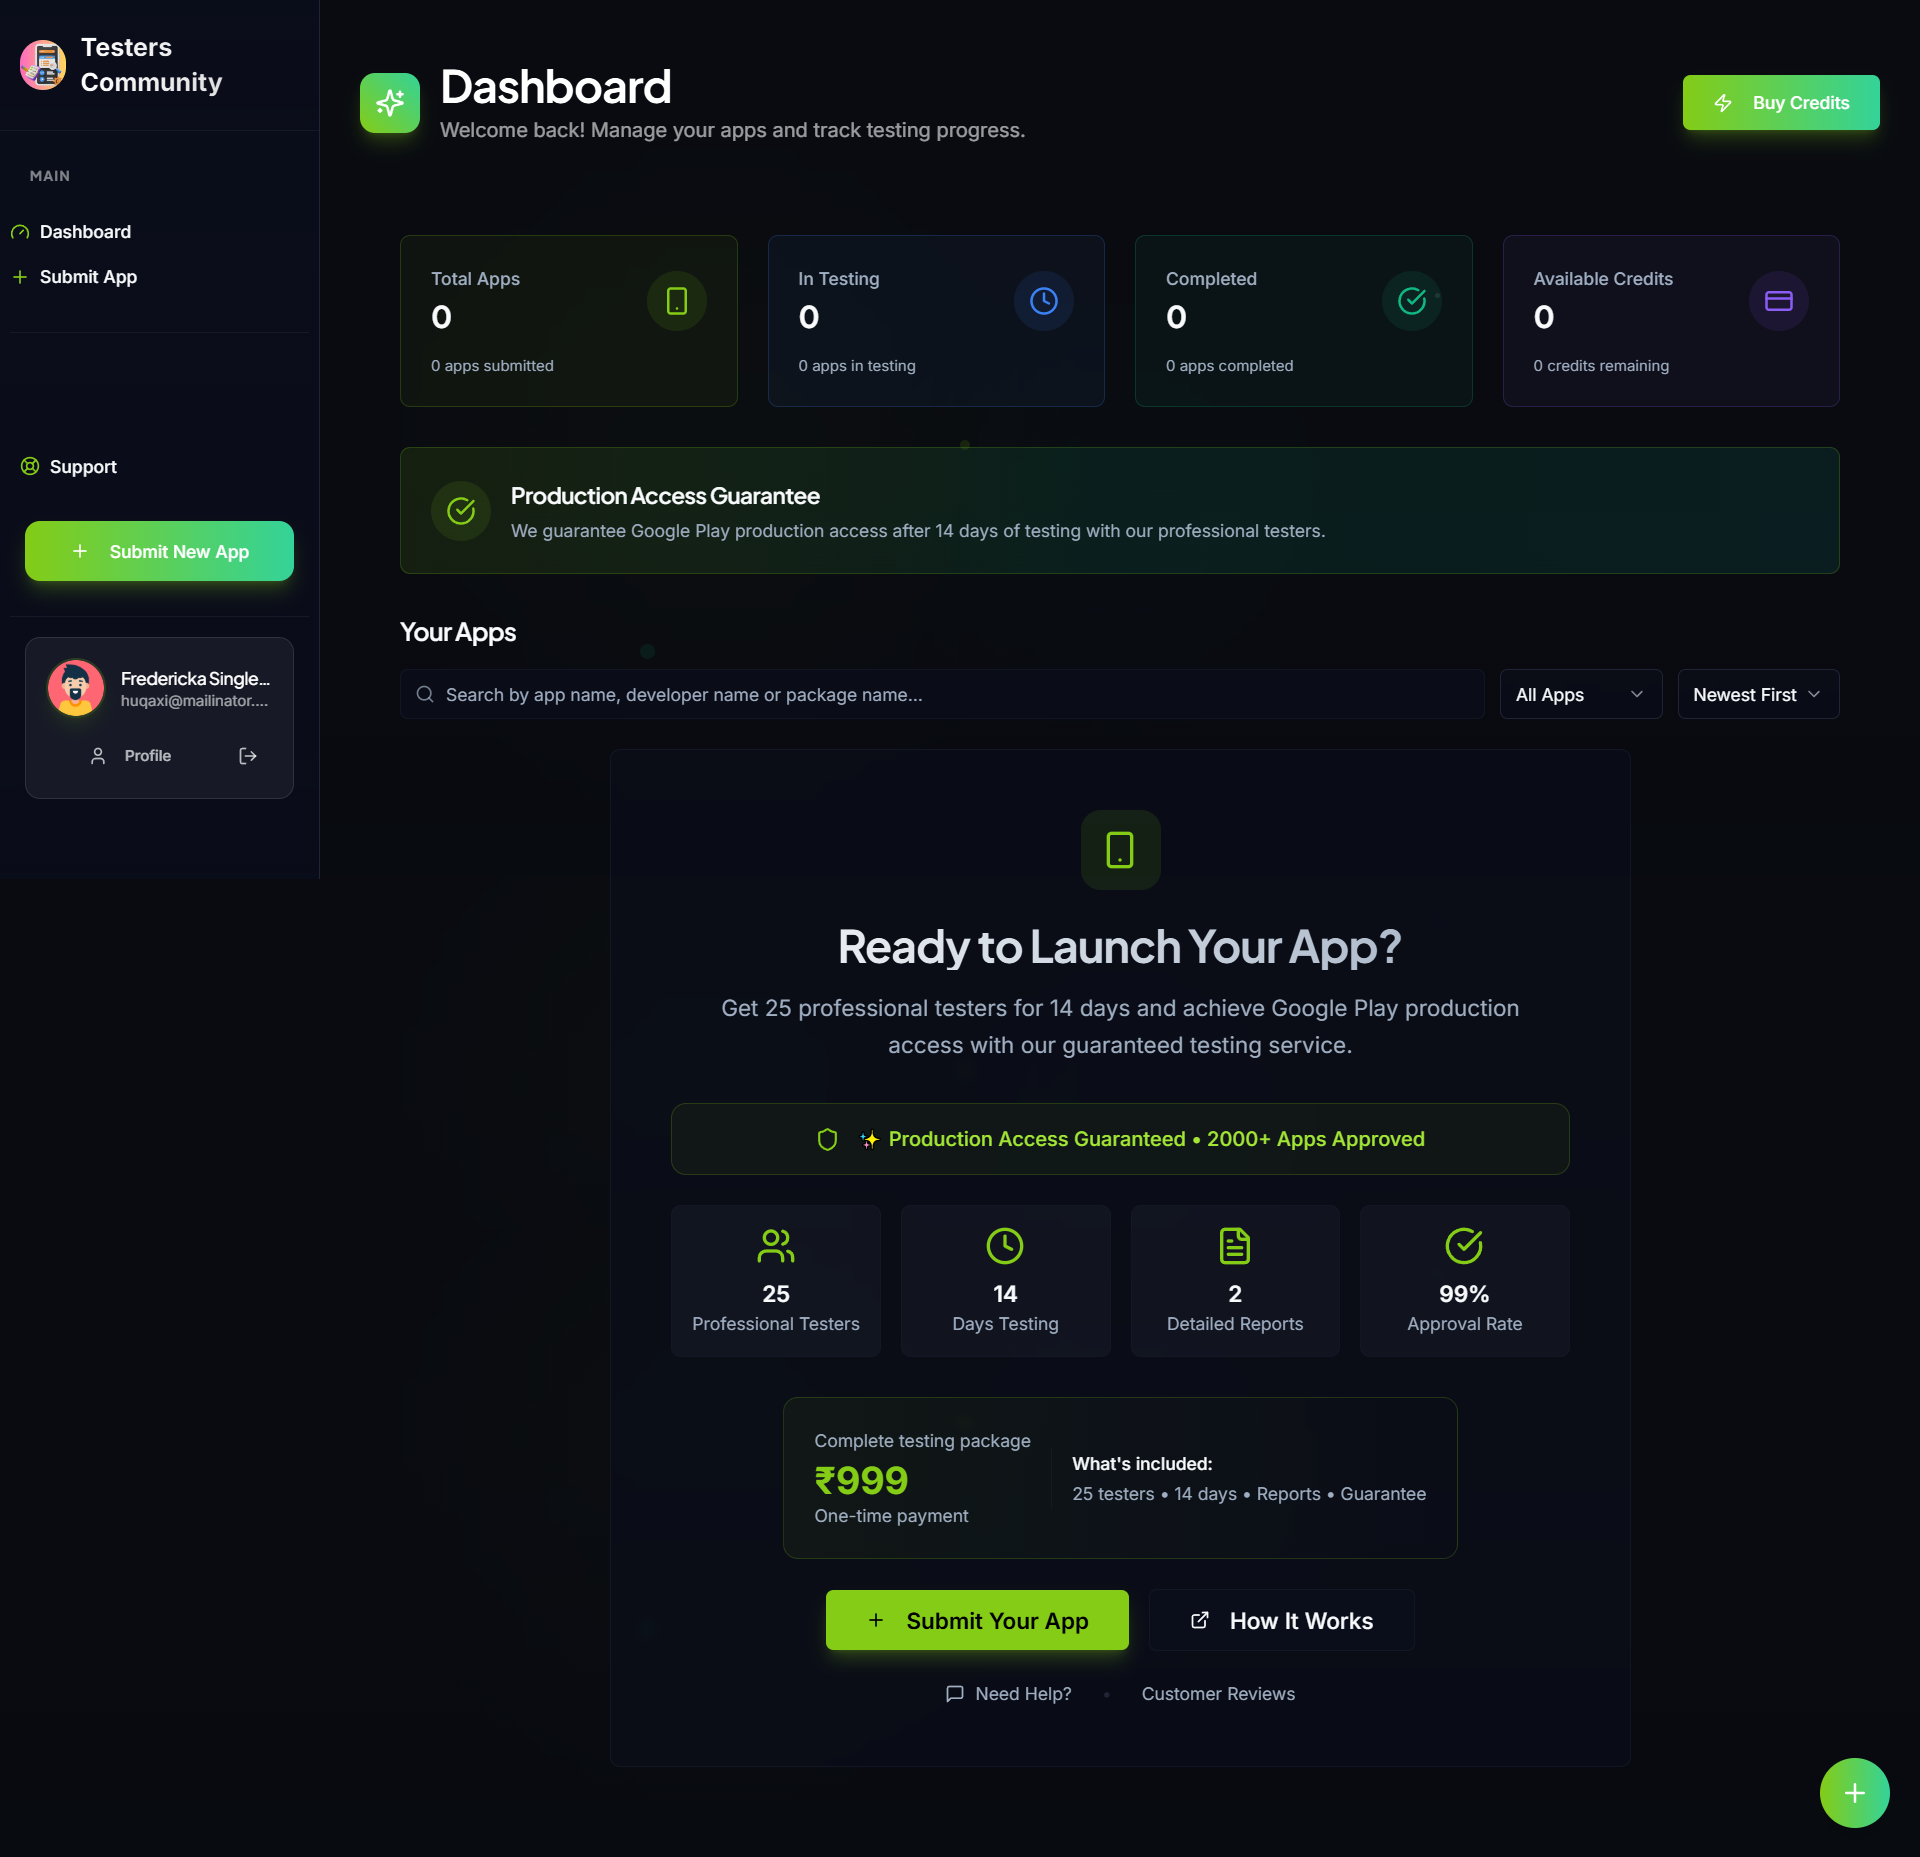 Testers
Community
MAIN
Dashboard
Submit App
Support
Submit New App
Fredericka Single...
huqaxi@mailinator....
Profile
Dashboard
Welcome back! Manage your apps and track testing progress.
Buy Credits
Total Apps
0
0 apps submitted
In Testing
0
0 apps in testing
Completed
0
0 apps completed
Available Credits
0
0 credits remaining
Production Access Guarantee
We guarantee Google Play production access after 14 days of testing with our professional testers.
Your Apps
Search by app name, developer name or package name...
All Apps
Newest First
Ready to Launch Your App?
Get 25 professional testers for 14 days and achieve Google Play production
access with our guaranteed testing service.
✨ Production Access Guaranteed • 2000+ Apps Approved
25
Professional Testers
14
Days Testing
2
Detailed Reports
99%
Approval Rate
Complete testing package
₹999
One-time payment
What's included:
25 testers • 14 days • Reports • Guarantee
Submit Your App
How It Works
Need Help? • Customer Reviews